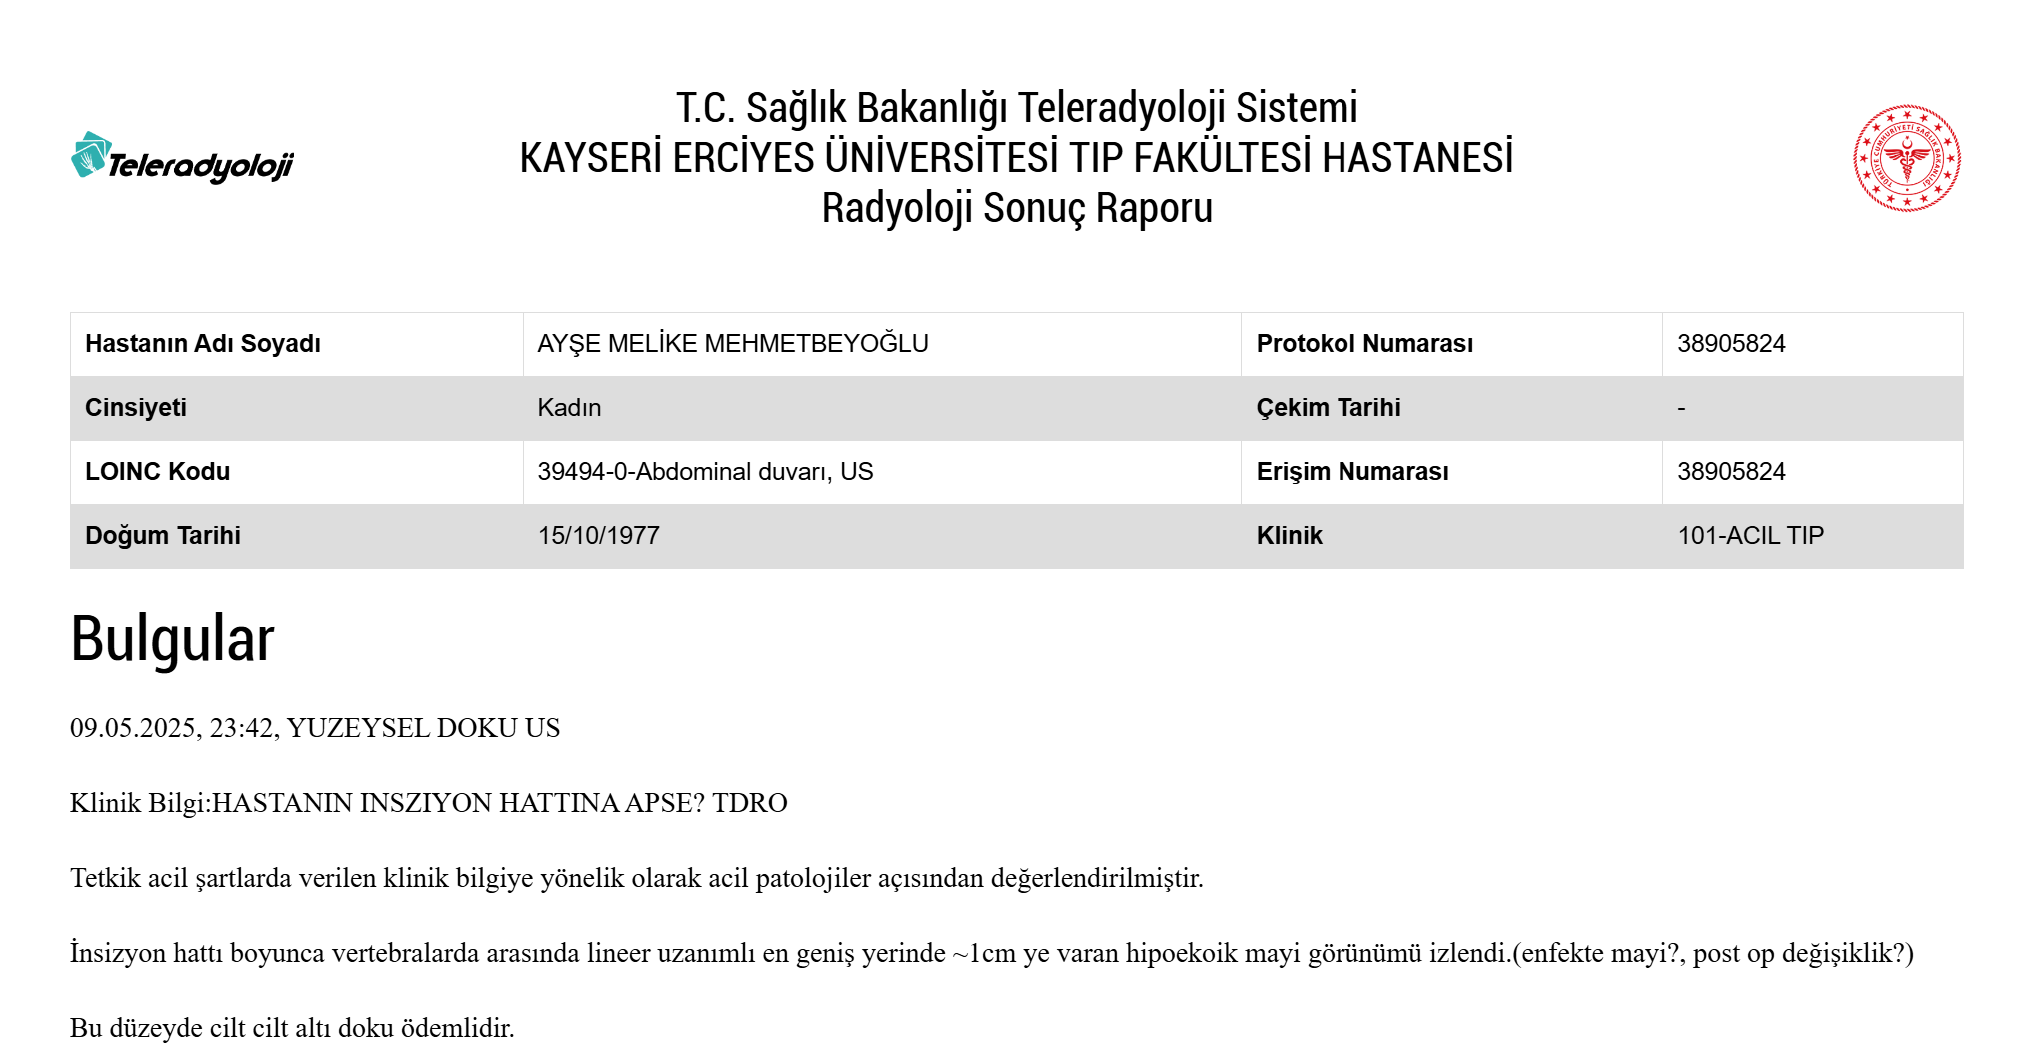 T.C. Sağlık Bakanlığı Teleradyoloji Sistemi
Teleradyoloji
KAYSERİ ERCİYES ÜNİVERSİTESİ TIP FAKÜLTESİ HASTANESİ
TÜRKİYE CUMHURİYETİ SAĞLIK BAKANLIĞI
Radyoloji Sonuç Raporu
Hastanın Adı Soyadı AYŞE MELİKE MEHMETBEYOĞLU Protokol Numarası 38905824
Cinsiyeti Kadın Çekim Tarihi -
LOINC Kodu 39494-0-Abdominal duvarı, US Erişim Numarası 38905824
Doğum Tarihi 15/10/1977 Klinik 101-ACIL TIP
Bulgular
09.05.2025, 23:42, YUZEYSEL DOKU US
Klinik Bilgi:HASTANIN INSZIYON HATTINA APSE? TDRO
Tetkik acil şartlarda verilen klinik bilgiye yönelik olarak acil patolojiler açısından değerlendirilmiştir.
İnsizyon hattı boyunca vertebralarda arasında lineer uzanımlı en geniş yerinde ~1cm ye varan hipoekoik mayi görünümü izlendi.(enfekte mayi?, post op değişiklik?)
Bu düzeyde cilt cilt altı doku ödemlidir.